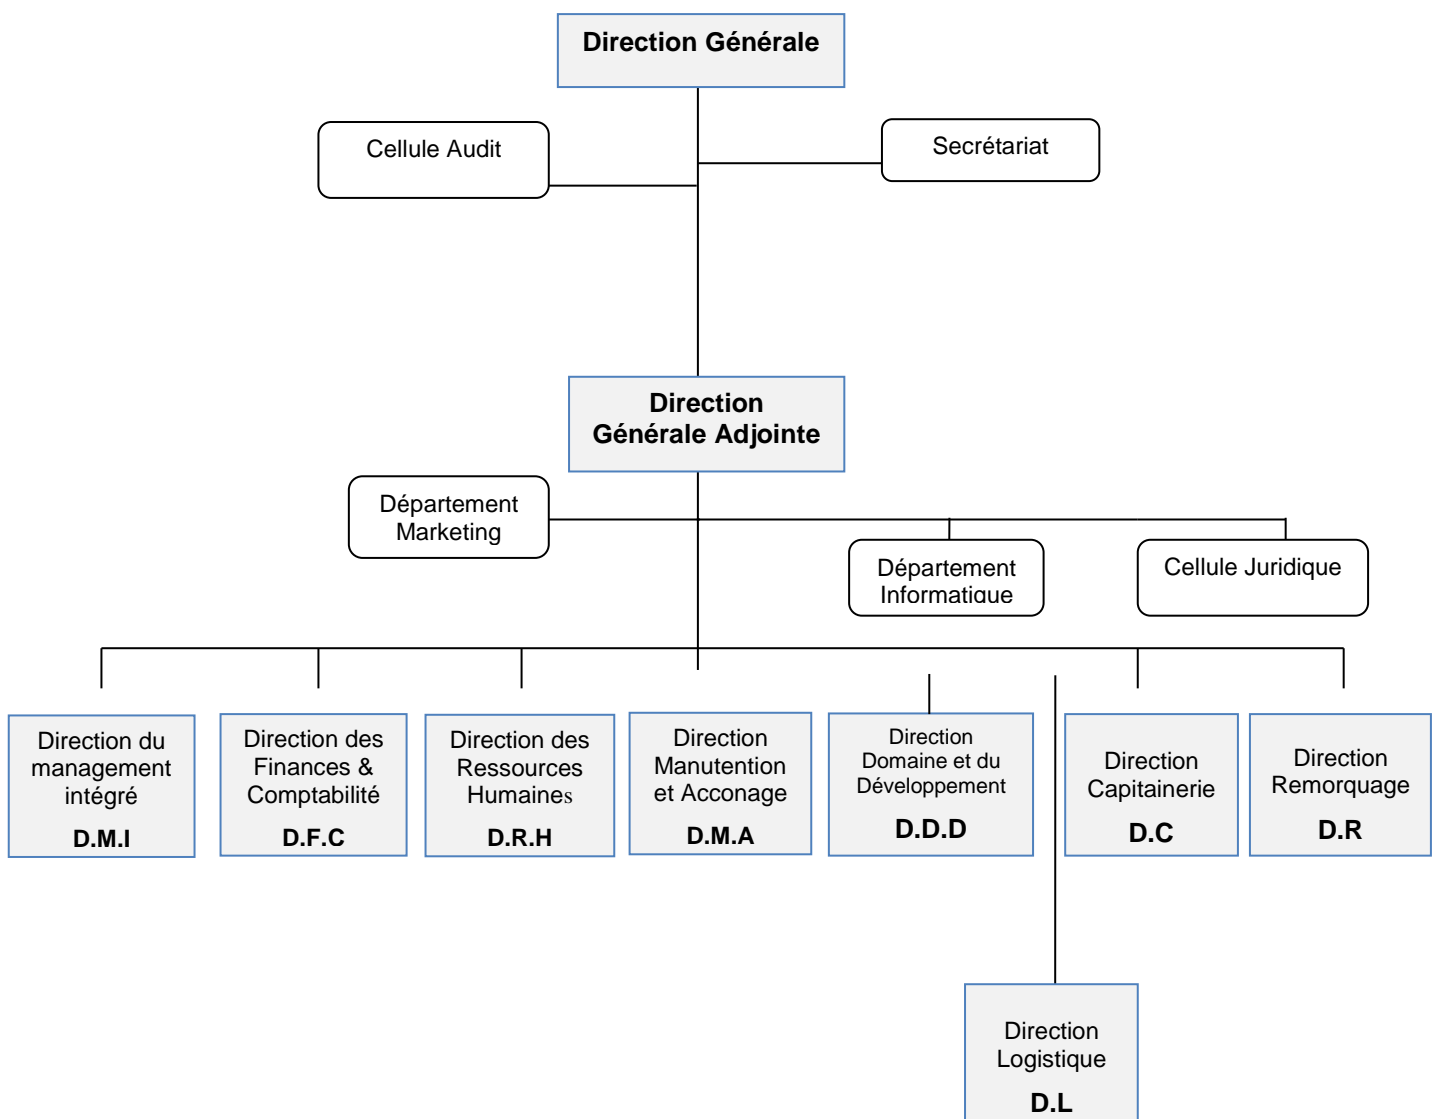 Direction Générale
Cellule Audit
Secrétariat
Direction
Générale Adjointe
Département
Marketing
Département
Informatique
Cellule Juridique
Direction du
management
intégré
D.M.I
Direction des
Finances &
Comptabilité
D.F.C
Direction des
Ressources
Humaines
D.R.H
Direction
Manutention
et Acconage
D.M.A
Direction
Domaine et du
Développement
D.D.D
Direction
Capitainerie
D.C
Direction
Remorquage
D.R
Direction
Logistique
D.L